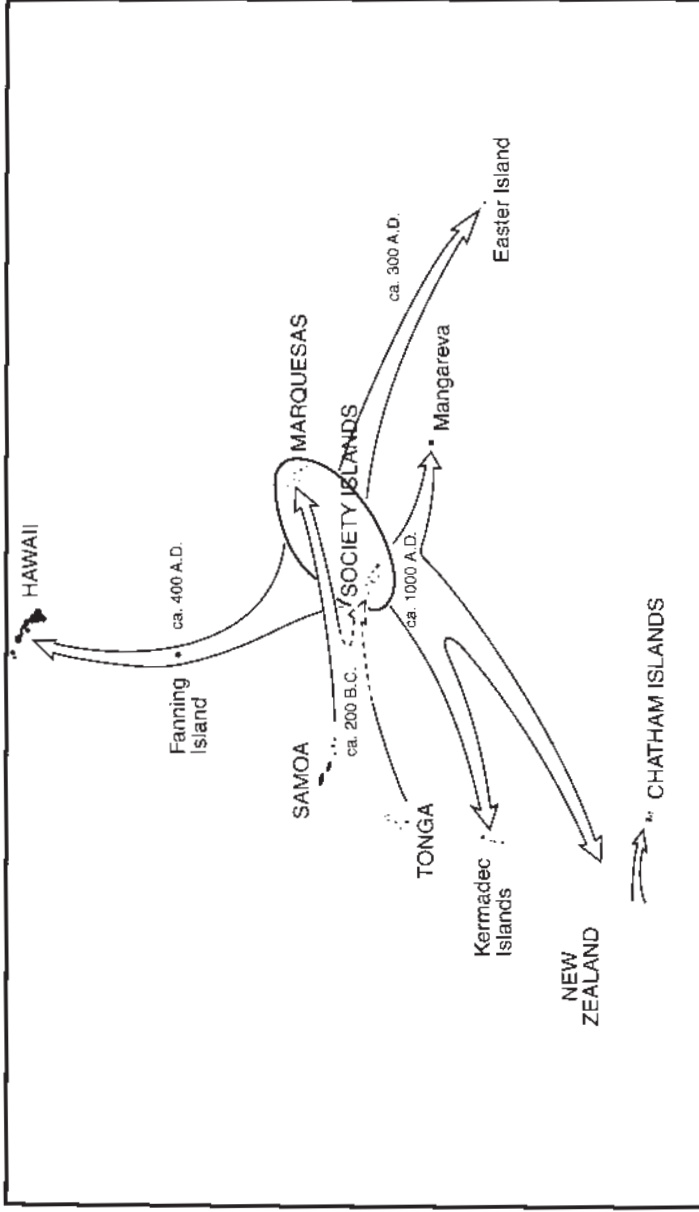 HAWAII
ca. 400 A.D.
Fanning
Island
MARQUESAS
SOCIETY ISLANDS
SAMOA
ca. 200 B.C.
ca. 300 A.D.
TONGA
ca. 1000 A.D.
Mangareva
Easter Island
Kermadec
Islands
NEW
ZEALAND
CHATHAM ISLANDS